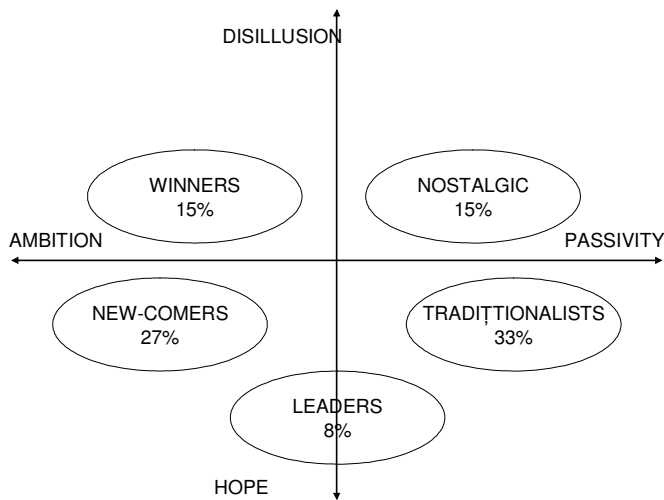 DISILLUSION
WINNERS
15%
NOSTALGIC
15%
AMBITION
PASSIVITY
NEW-COMERS
27%
TRADIȚTIONALISTS
33%
LEADERS
8%
HOPE